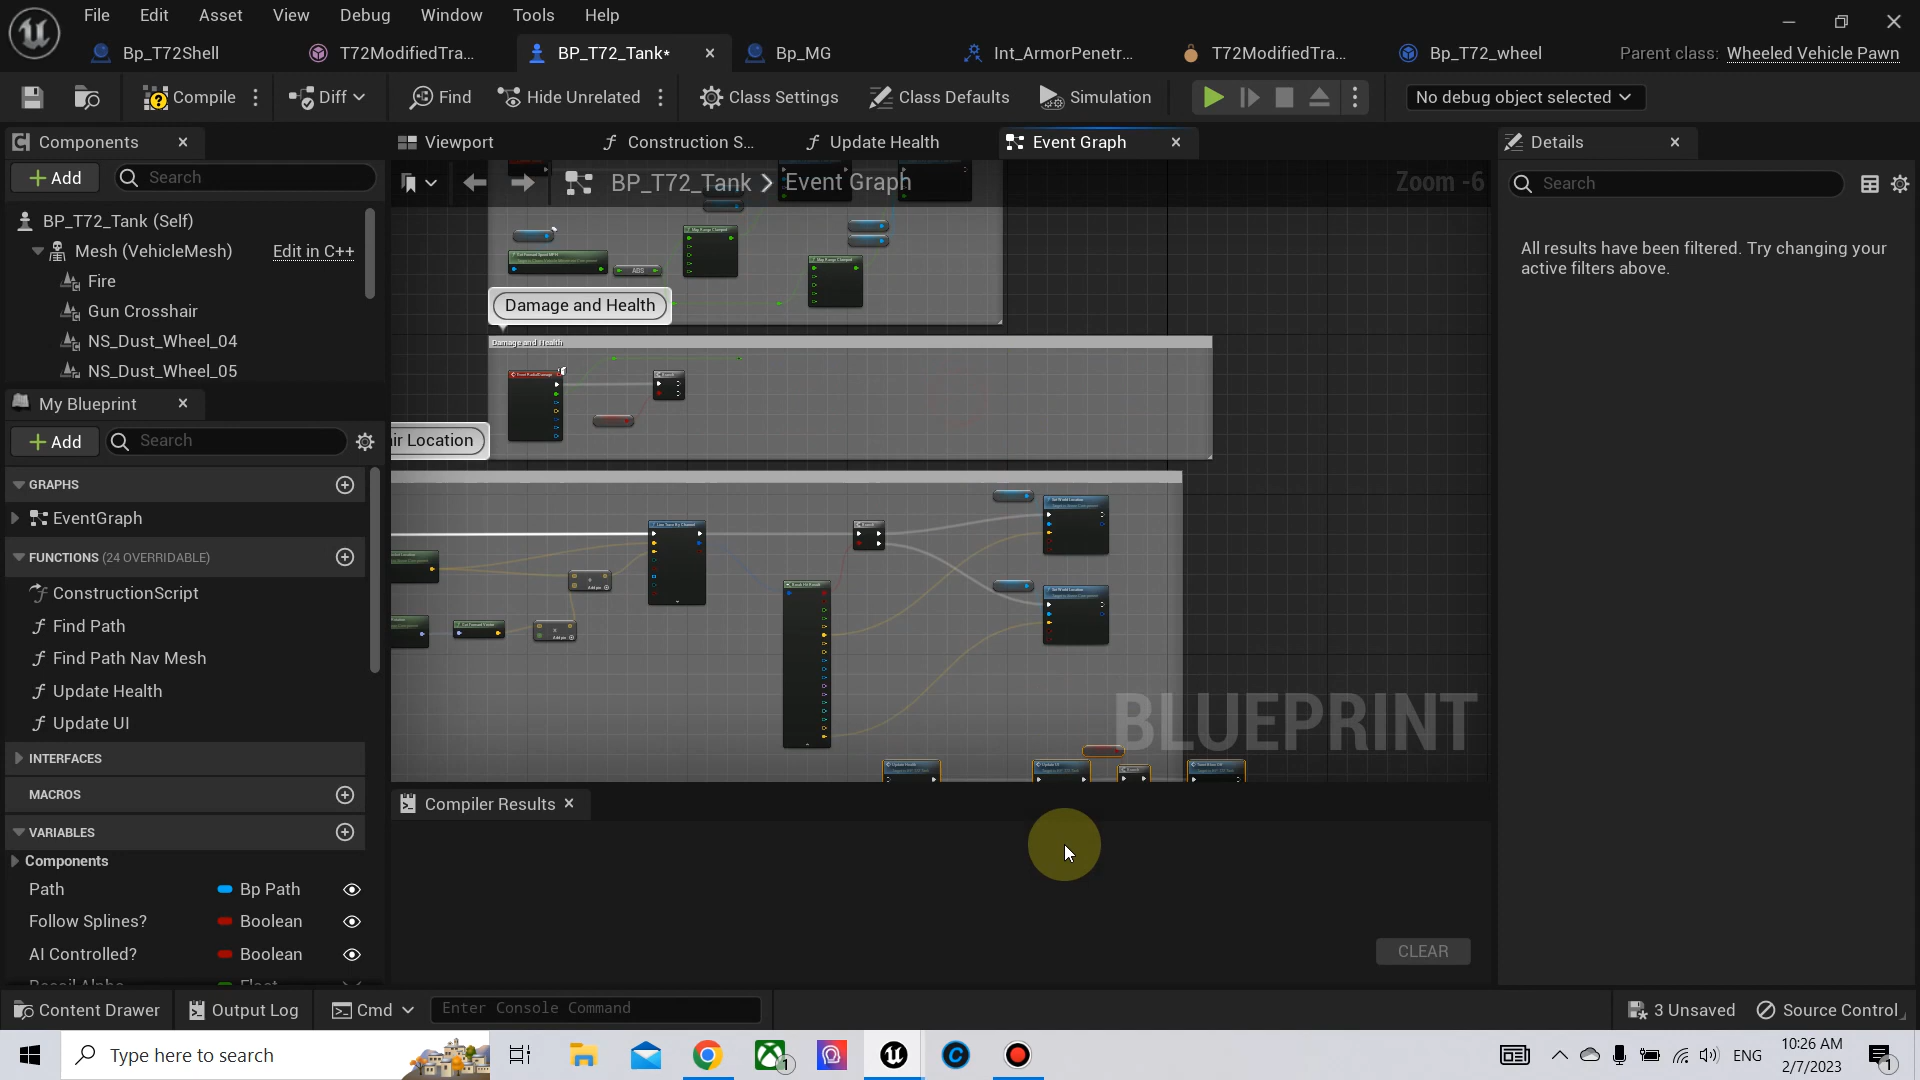 File Edit Asset View Debug Window Tools Help
Bp_T72Shell T72ModifiedTra... BP_T72_Tank* Bp_MG Int_ArmorPenetr... T72ModifiedTra... Bp_T72_wheel Parent class: Wheeled Vehicle Pawn
Compile Diff Find Hide Unrelated Class Settings Class Defaults Simulation No debug object selected
Components Viewport Construction S... Update Health Event Graph Details
Add Search BP_T72_Tank > Event Graph Zoom -6 Search
BP_T72_Tank (Self)
Mesh (VehicleMesh) Edit in C++
Fire
Gun Crosshair
NS_Dust_Wheel_04
NS_Dust_Wheel_05
All results have been filtered. Try changing your
active filters above.
ABS
Damage and Health
Damage and Health
ir Location
My Blueprint
Add Search
GRAPHS
EventGraph
FUNCTIONS (24 OVERRIDABLE)
ConstructionScript
Find Path
Find Path Nav Mesh
Update Health
Update UI
INTERFACES
MACROS
VARIABLES
Components
Path Bp Path
Follow Splines? Boolean
AI Controlled? Boolean
BLUEPRINT
Compiler Results
CLEAR
Content Drawer Output Log Cmd Enter Console Command 3 Unsaved Source Control
Type here to search 1 ENG 10:26 AM
2/7/2023 1